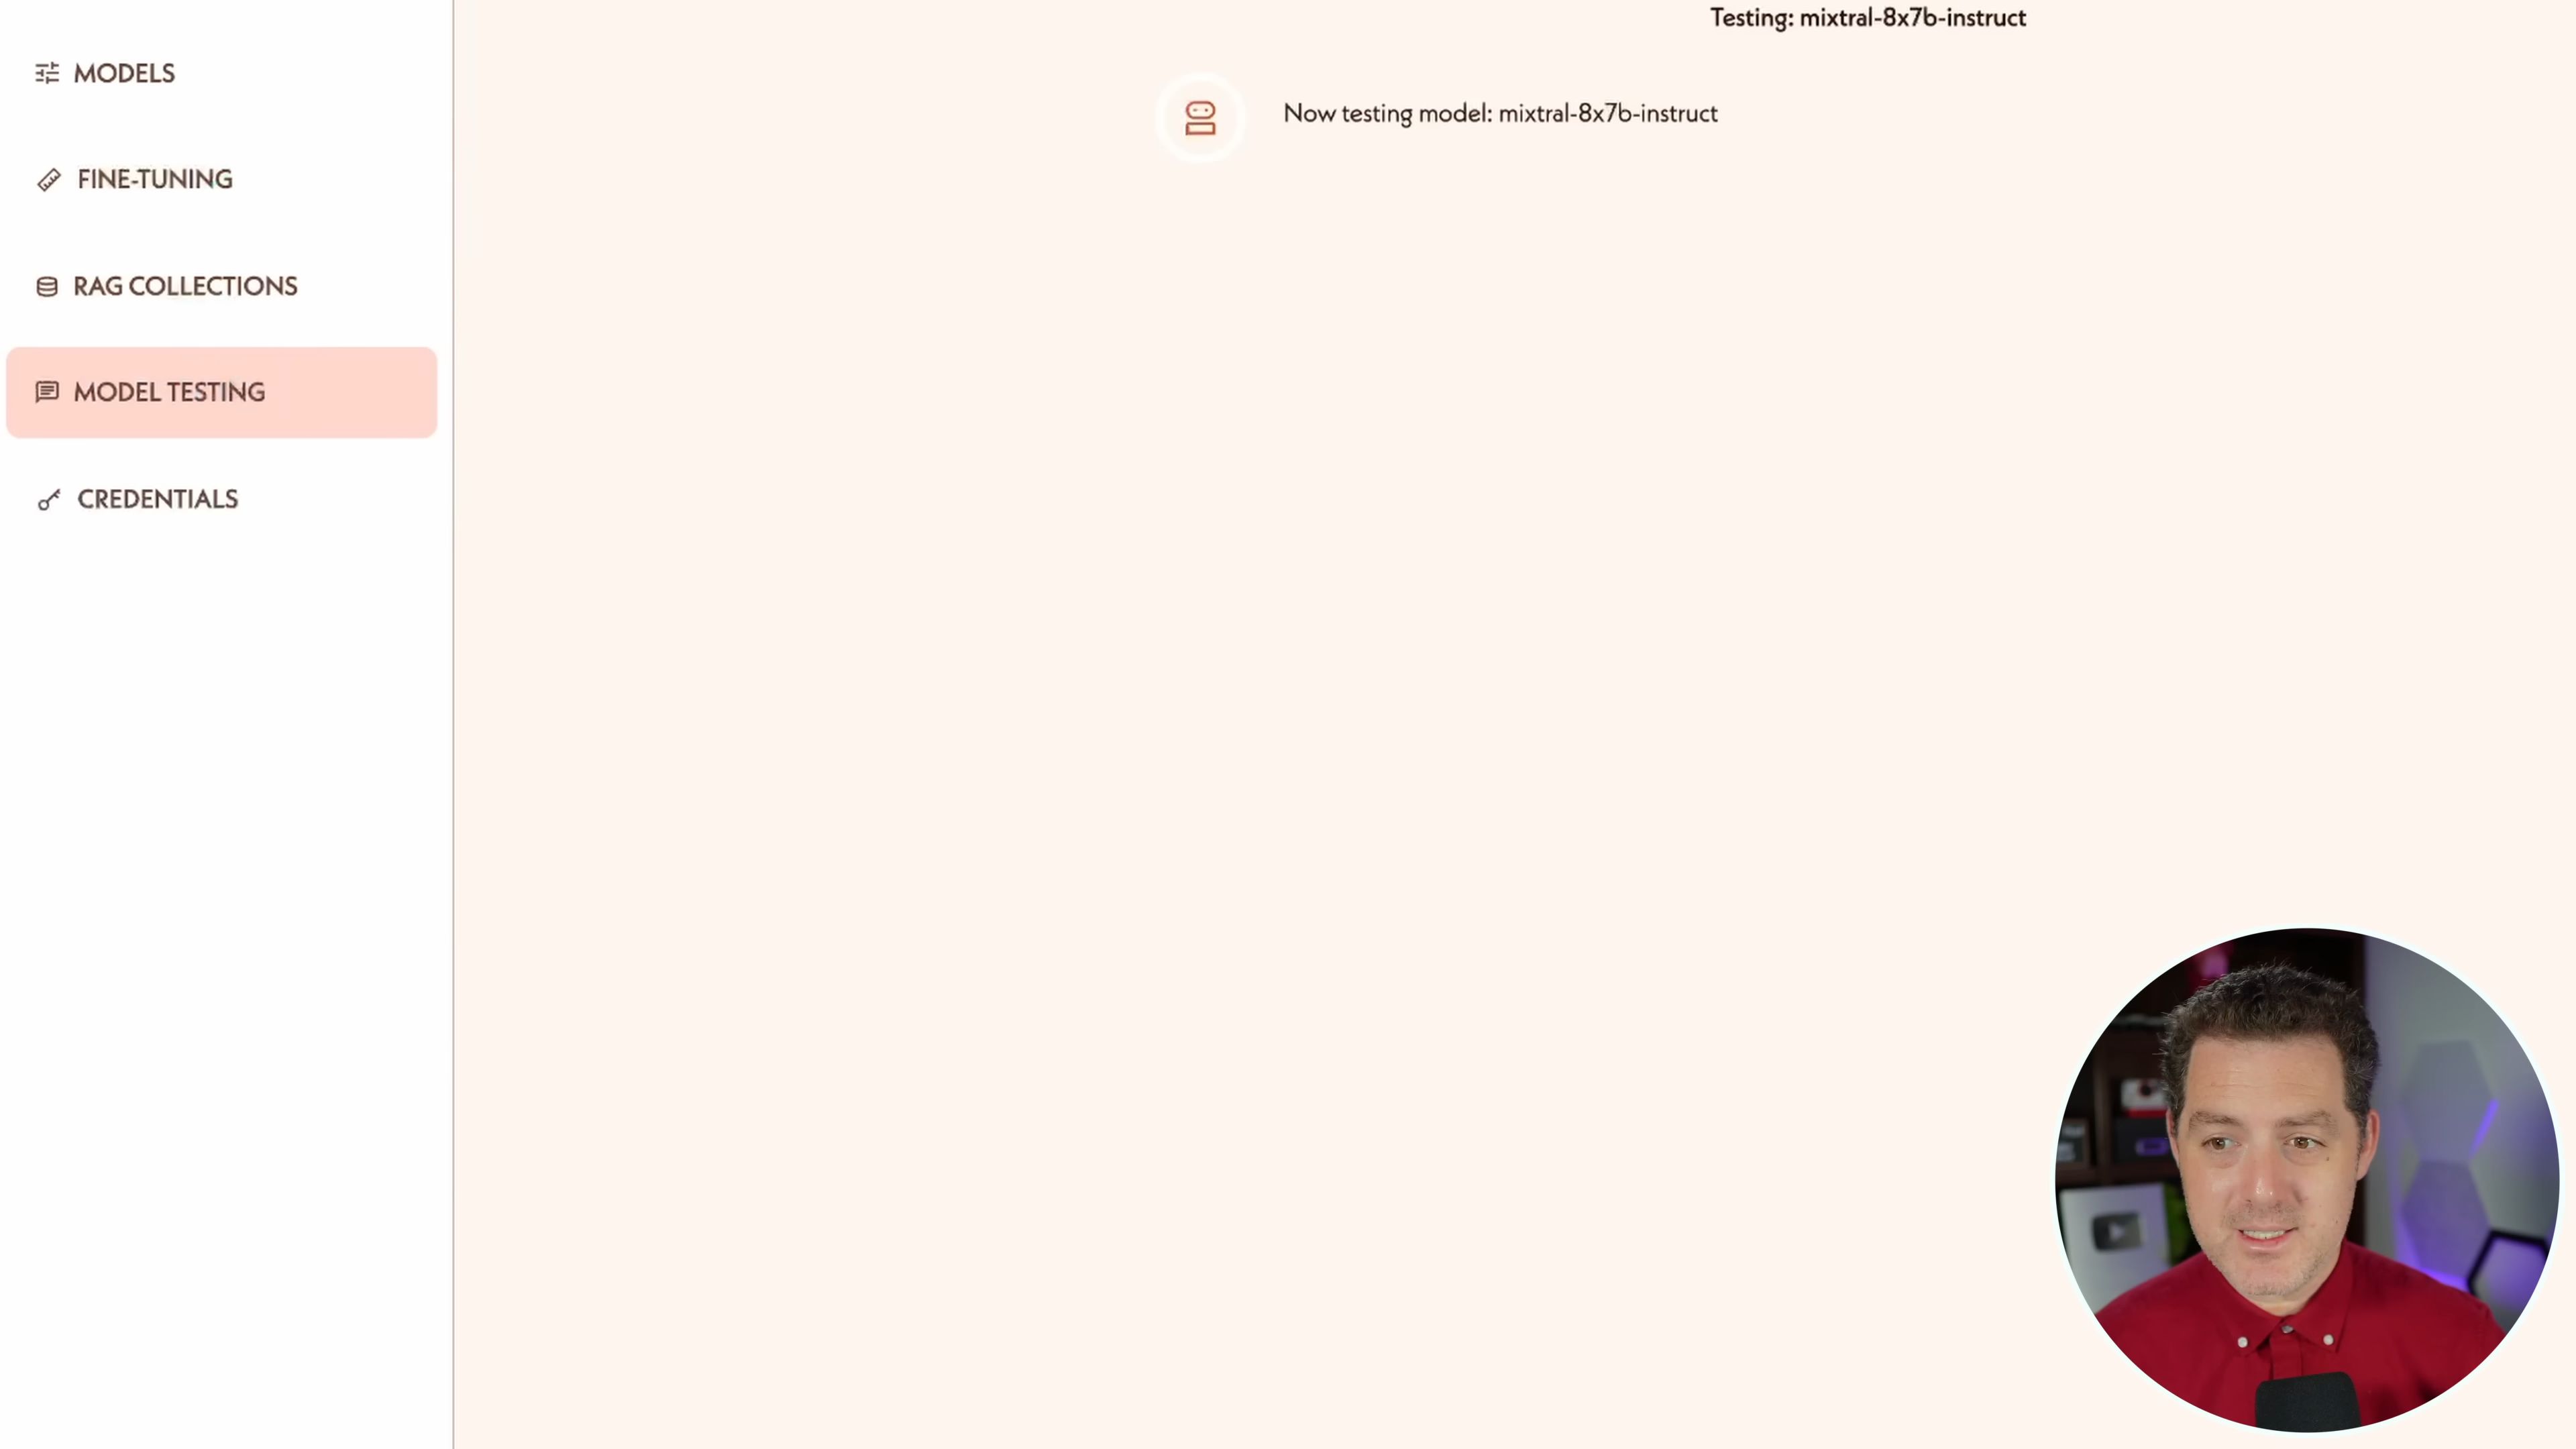 Testing: mixtral-8x7b-instruct
MODELS
Now testing model: mixtral-8x7b-instruct
FINE-TUNING
RAG COLLECTIONS
MODEL TESTING
CREDENTIALS